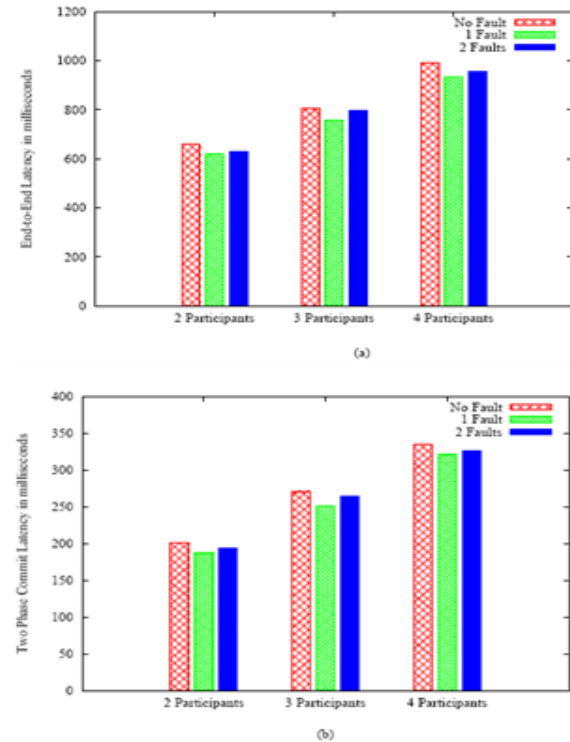 1200
1000
800
600
400
200
0
End-to-End Latency in milliseconds
No Fault
1 Fault
2 Faults
2 Participants
3 Participants
4 Participants
(a)
400
350
300
250
200
150
100
50
0
Two Phase Commit Latency in milliseconds
No Fault
1 Fault
2 Faults
2 Participants
3 Participants
4 Participants
(b)